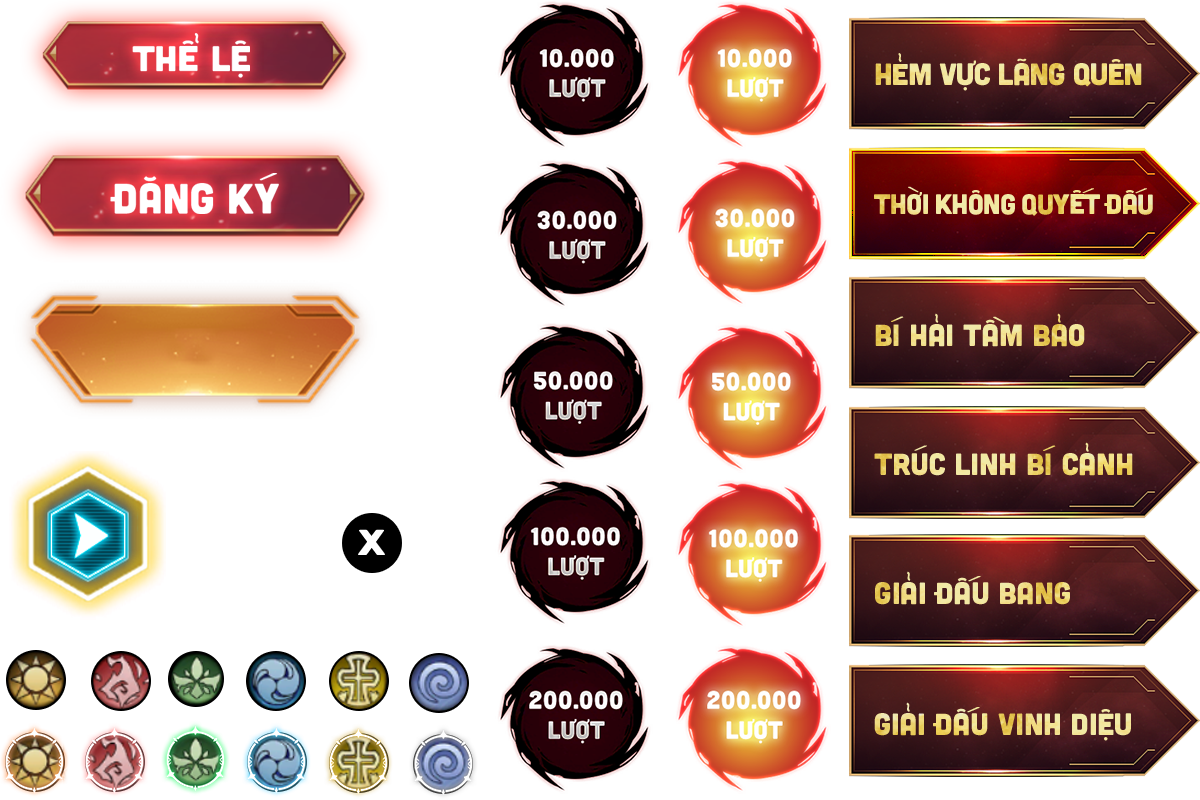 THỂ LỆ
ĐĂNG KÝ
X
10.000
LƯỢT
10.000
LƯỢT
30.000
LƯỢT
30.000
LƯỢT
50.000
LƯỢT
50.000
LƯỢT
100.000
LƯỢT
100.000
LƯỢT
200.000
LƯỢT
200.000
LƯỢT
HẺM VỰC LÃNG QUÊN
THỜI KHÔNG QUYẾT ĐẤU
BÍ HẢI TẦM BẢO
TRÚC LINH BÍ CẢNH
GIẢI ĐẤU BANG
GIẢI ĐẤU VINH DIỆU